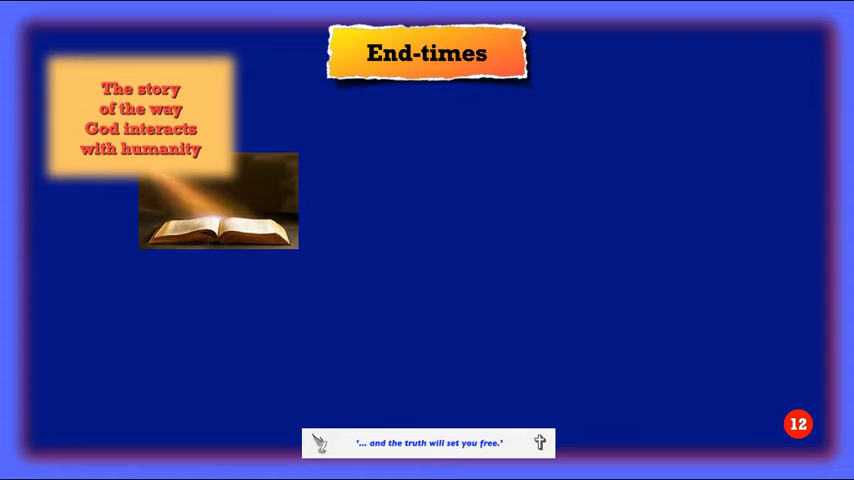 End-times
The story
of the way
God interacts
with humanity
12
‘... and the truth will set you free.’